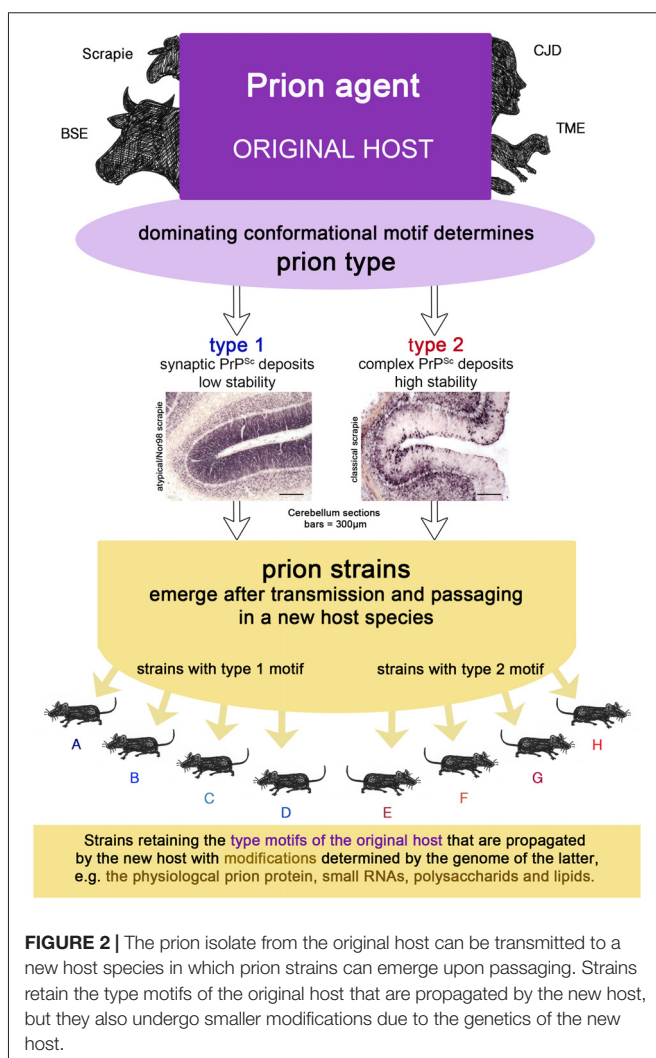 Scrapie
BSE
Prion agent
ORIGINAL HOST
CJD
TME
dominating conformational motif determines
prion type
type 1
synaptic PrPSc deposits
low stability
atypical/Nor98 scrapie
type 2
complex PrPSc deposits
high stability
classical scrapie
Cerebellum sections
bars = 300µm
prion strains
emerge after transmission and passaging
in a new host species
strains with type 1 motif
strains with type 2 motif
A
B
C
D
E
F
G
H
Strains retaining the type motifs of the original host that are propagated
by the new host with modifications determined by the genome of the latter,
e.g. the physiologcal prion protein, small RNAs, polysaccharids and lipids.
FIGURE 2 | The prion isolate from the original host can be transmitted to a
new host species in which prion strains can emerge upon passaging. Strains
retain the type motifs of the original host that are propagated by the new host,
but they also undergo smaller modifications due to the genetics of the new
host.